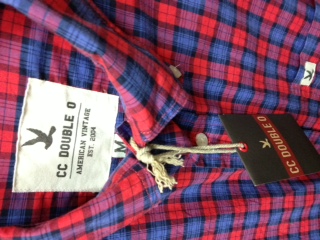 CC DOUBLE O
AMERICAN VINTAGE
EST. 2004
M
CC DOUBLE O